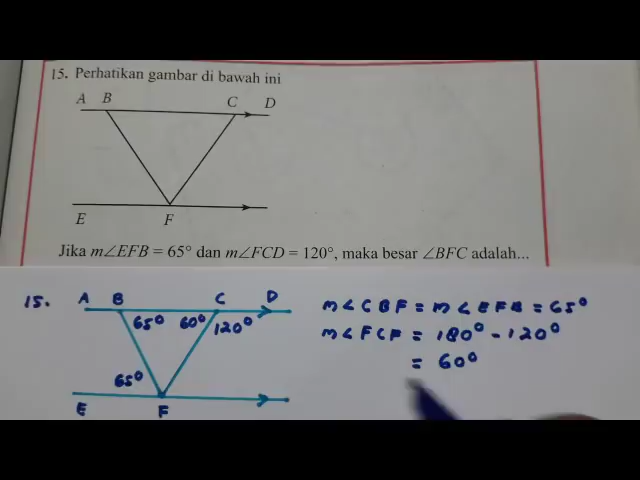 15. Perhatikan gambar di bawah ini
A B C D
E F
Jika m∠EFB = 65° dan m∠FCD = 120°, maka besar ∠BFC adalah...
15.
A B C D
65° 60° 120°
65°
E F
m∠CBF = m∠EFB = 65°
m∠FCF = 180° - 120°
= 60°